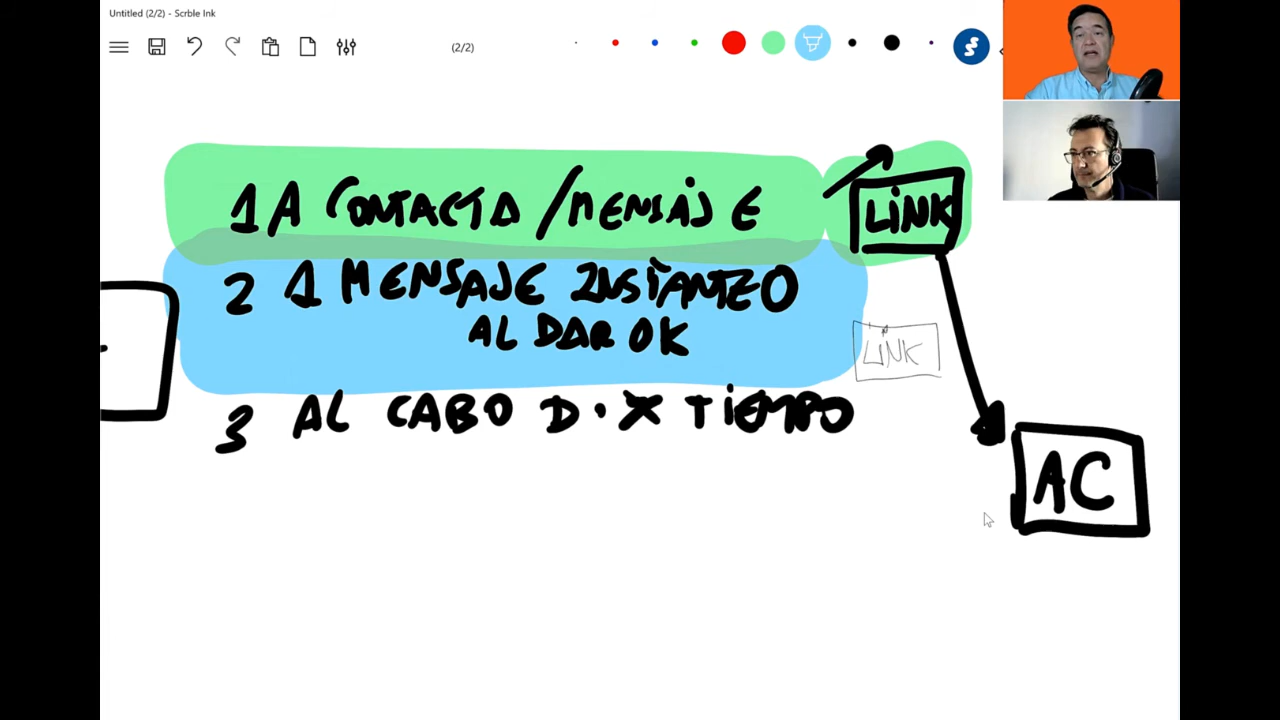 Untitled (2/2) - Scrble Ink
(2/2)
1 A CONTACTA / MENSAJE
LINK
2 1 MENSAJE INSTANTEO
AL DAR OK
LINK
3 AL CABO D. X TIEMPO
AC